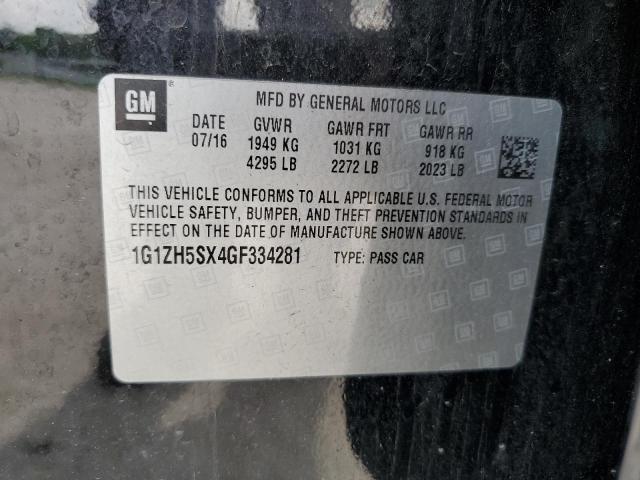 GM
MFD BY GENERAL MOTORS LLC
DATE GVWR GAWR FRT GAWR RR
07/16 1949 KG 1031 KG 918 KG
4295 LB 2272 LB 2023 LB
THIS VEHICLE CONFORMS TO ALL APPLICABLE U.S. FEDERAL MOTOR
VEHICLE SAFETY, BUMPER, AND THEFT PREVENTION STANDARDS IN
EFFECT ON THE DATE OF MANUFACTURE SHOWN ABOVE.
1G1ZH5SX4GF334281 TYPE: PASS CAR